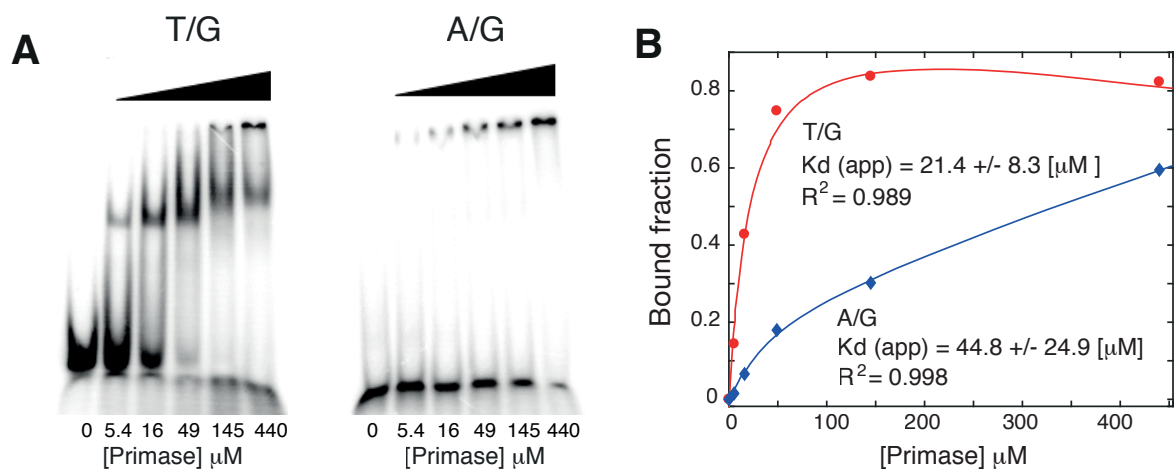 A
T/G
A/G
0 5.4 16 49 145 440
[Primase] μM
0 5.4 16 49 145 440
[Primase] μM
B
Bound fraction
0.8
0.6
0.4
0.2
0
T/G
Kd (app) = 21.4 +/- 8.3 [μM ]
R² = 0.989
A/G
Kd (app) = 44.8 +/- 24.9 [μM]
R² = 0.998
0 100 200 300 400
[Primase] μM